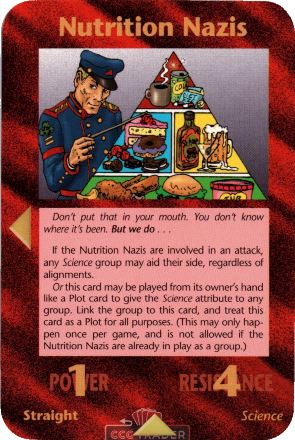 Nutrition Nazis
Don't put that in your mouth. You don't know
where it's been. But we do . . .
If the Nutrition Nazis are involved in an attack,
any Science group may aid their side, regardless of
alignments.
Or this card may be played from its owner's hand
like a Plot card to give the Science attribute to any
group. Link the group to this card, and treat this
card as a Plot for all purposes. (This may only hap-
pen once per game, and is not allowed if the
Nutrition Nazis are already in play as a group.)
POWER 1 RESISTANCE 4
Straight Science
CCGTRADER